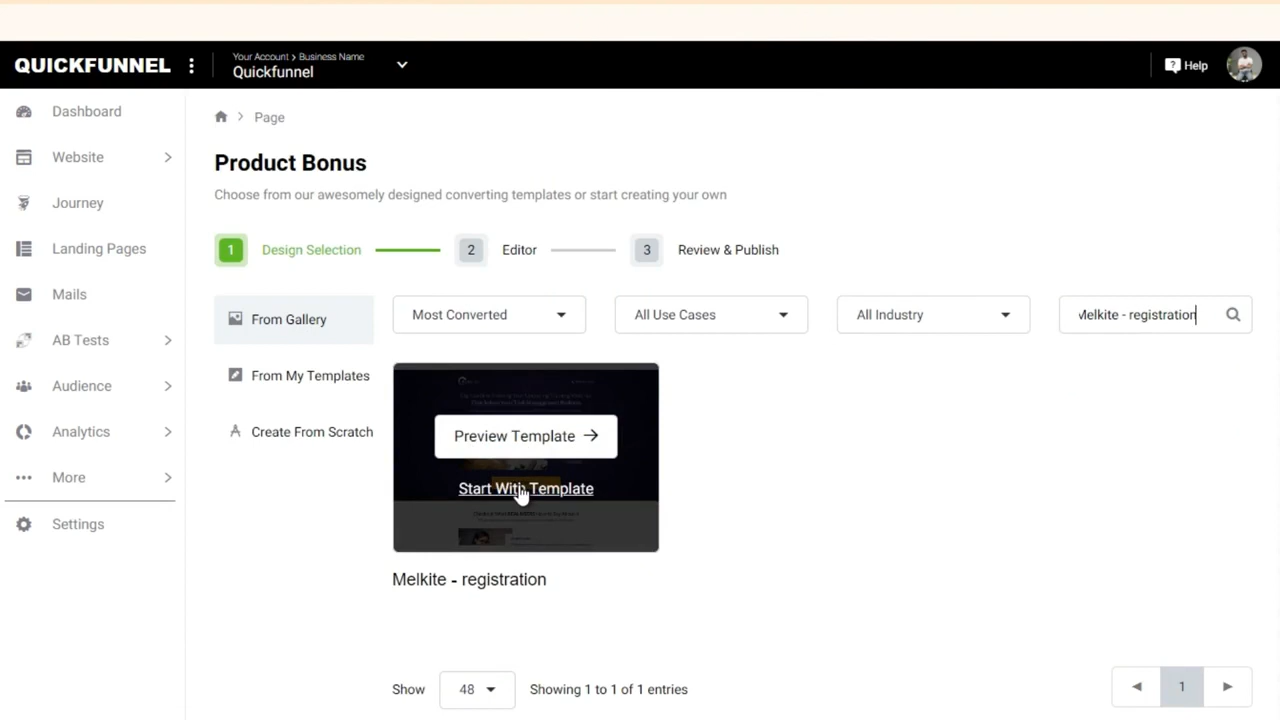 QUICKFUNNEL
Your Account > Business Name
Quickfunnel
Help
Dashboard
Website
Journey
Landing Pages
Mails
AB Tests
Audience
Analytics
More
Settings
Page
Product Bonus
Choose from our awesomely designed converting templates or start creating your own
1 Design Selection 2 Editor 3 Review & Publish
From Gallery
From My Templates
Create From Scratch
Most Converted All Use Cases All Industry Melkite - registration
Preview Template →
Start With Template
Melkite - registration
Show 48 Showing 1 to 1 of 1 entries
1